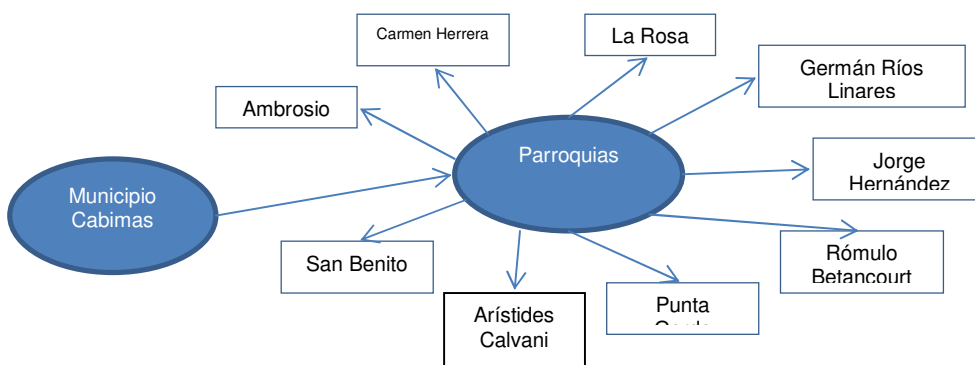 Carmen Herrera
La Rosa
Germán Ríos
Linares
Ambrosio
Parroquias
Jorge
Hernández
Municipio
Cabimas
San Benito
Rómulo
Betancourt
Arístides
Calvani
Punta